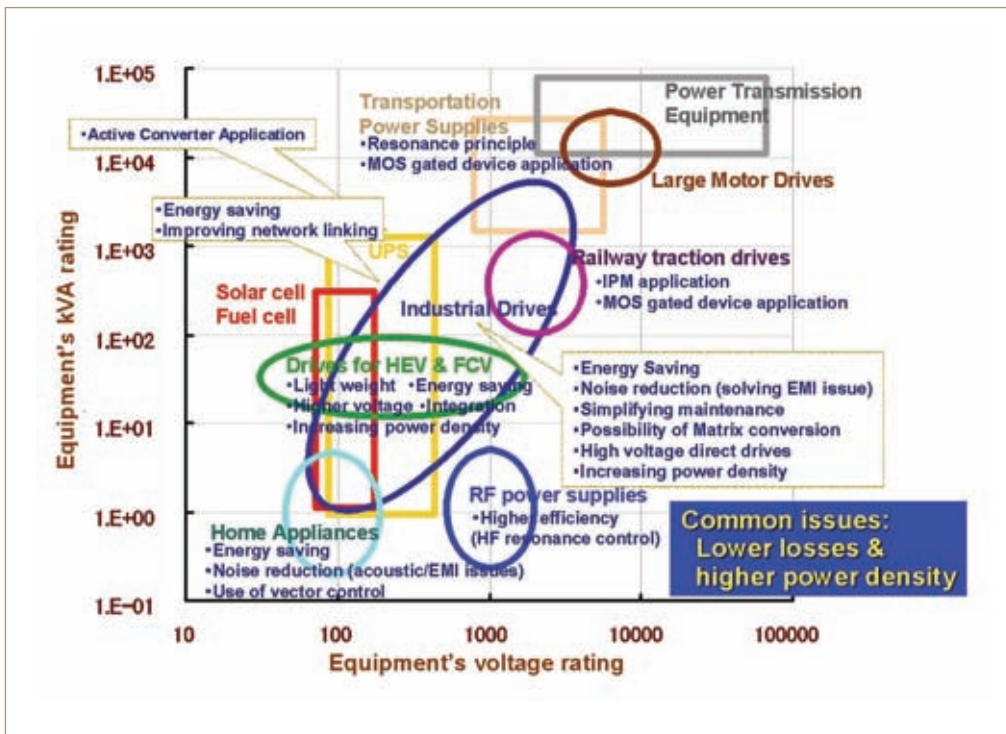 Equipment's kVA rating
1.E+05
1.E+04
1.E+03
1.E+02
1.E+01
1.E+00
1.E−01
10
100
1000
10000
100000
Equipment's voltage rating
•Active Converter Application
•Energy saving
•Improving network linking
Transportation
Power Supplies
•Resonance principle
•MOS gated device application
Power Transmission
Equipment
Large Motor Drives
UPS
Solar cell
Fuel cell
Industrial Drives
Railway traction drives
•IPM application
•MOS gated device application
Drives for HEV & FCV
•Light weight •Energy saving
•Higher voltage •Integration
•Increasing power density
•Energy Saving
•Noise reduction (solving EMI issue)
•Simplifying maintenance
•Possibility of Matrix conversion
•High voltage direct drives
•Increasing power density
Home Appliances
•Energy saving
•Noise reduction (acoustic/EMI issues)
•Use of vector control
RF power supplies
•Higher efficiency
(HF resonance control)
Common issues:
Lower losses &
higher power density